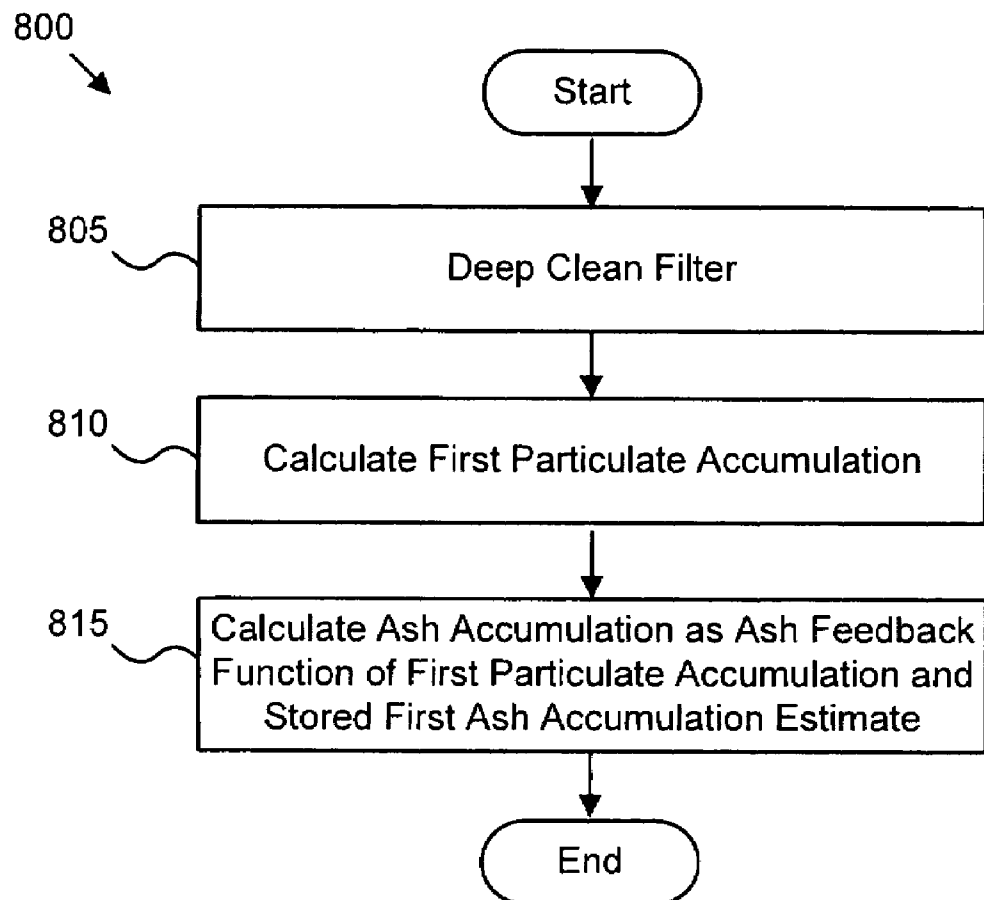 800
Start
805
Deep Clean Filter
810
Calculate First Particulate Accumulation
815
Calculate Ash Accumulation as Ash Feedback
Function of First Particulate Accumulation and
Stored First Ash Accumulation Estimate
End